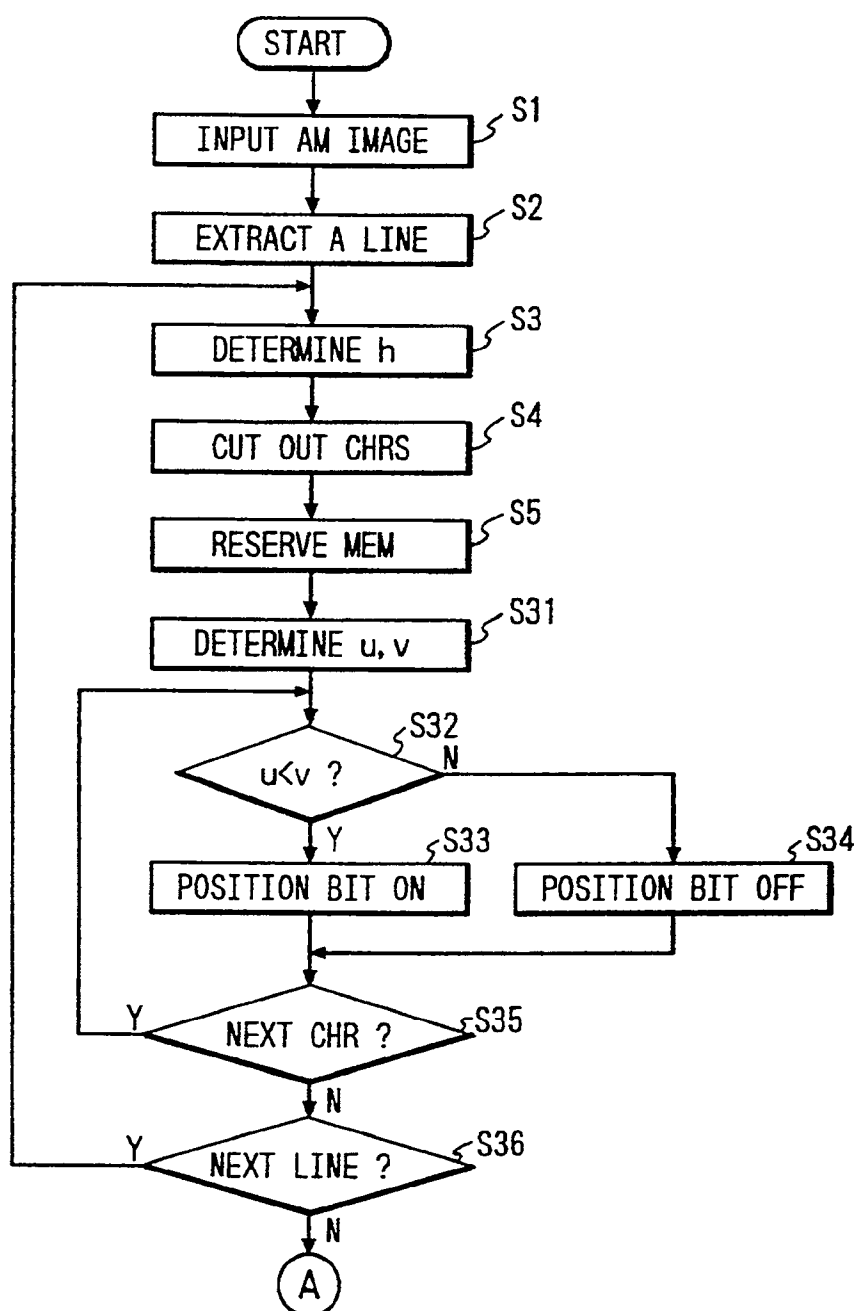 START
S1
INPUT AM IMAGE
S2
EXTRACT A LINE
S3
DETERMINE h
S4
CUT OUT CHRS
S5
RESERVE MEM
S31
DETERMINE u, v
S32
u<v ?
N
Y
S33
POSITION BIT ON
S34
POSITION BIT OFF
Y
NEXT CHR ?
S35
N
Y
NEXT LINE ?
S36
N
A